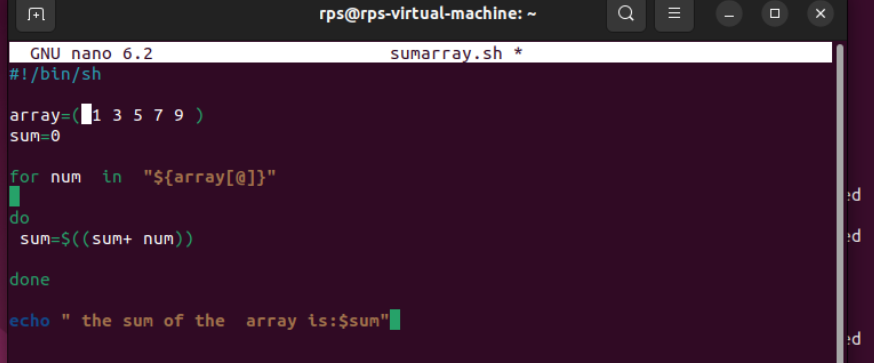 rps@rps-virtual-machine: ~
GNU nano 6.2 sumarray.sh *
#!/bin/sh
array=( 1 3 5 7 9 )
sum=0
for num  in  "${array[@]}"
do
 sum=$((sum+ num))
done
echo " the sum of the  array is:$sum"
ed
ed
ed